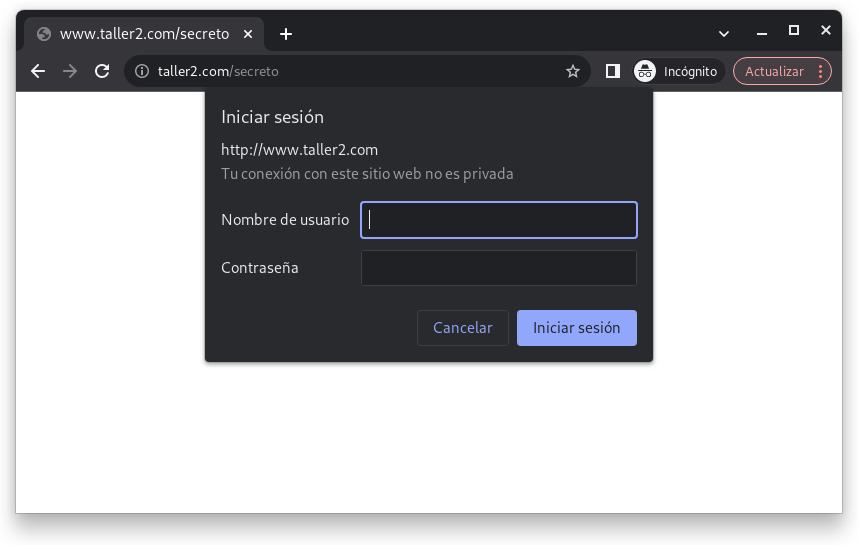 www.taller2.com/secreto
taller2.com/secreto
Incógnito
Actualizar
Iniciar sesión
http://www.taller2.com
Tu conexión con este sitio web no es privada
Nombre de usuario
Contraseña
Cancelar
Iniciar sesión